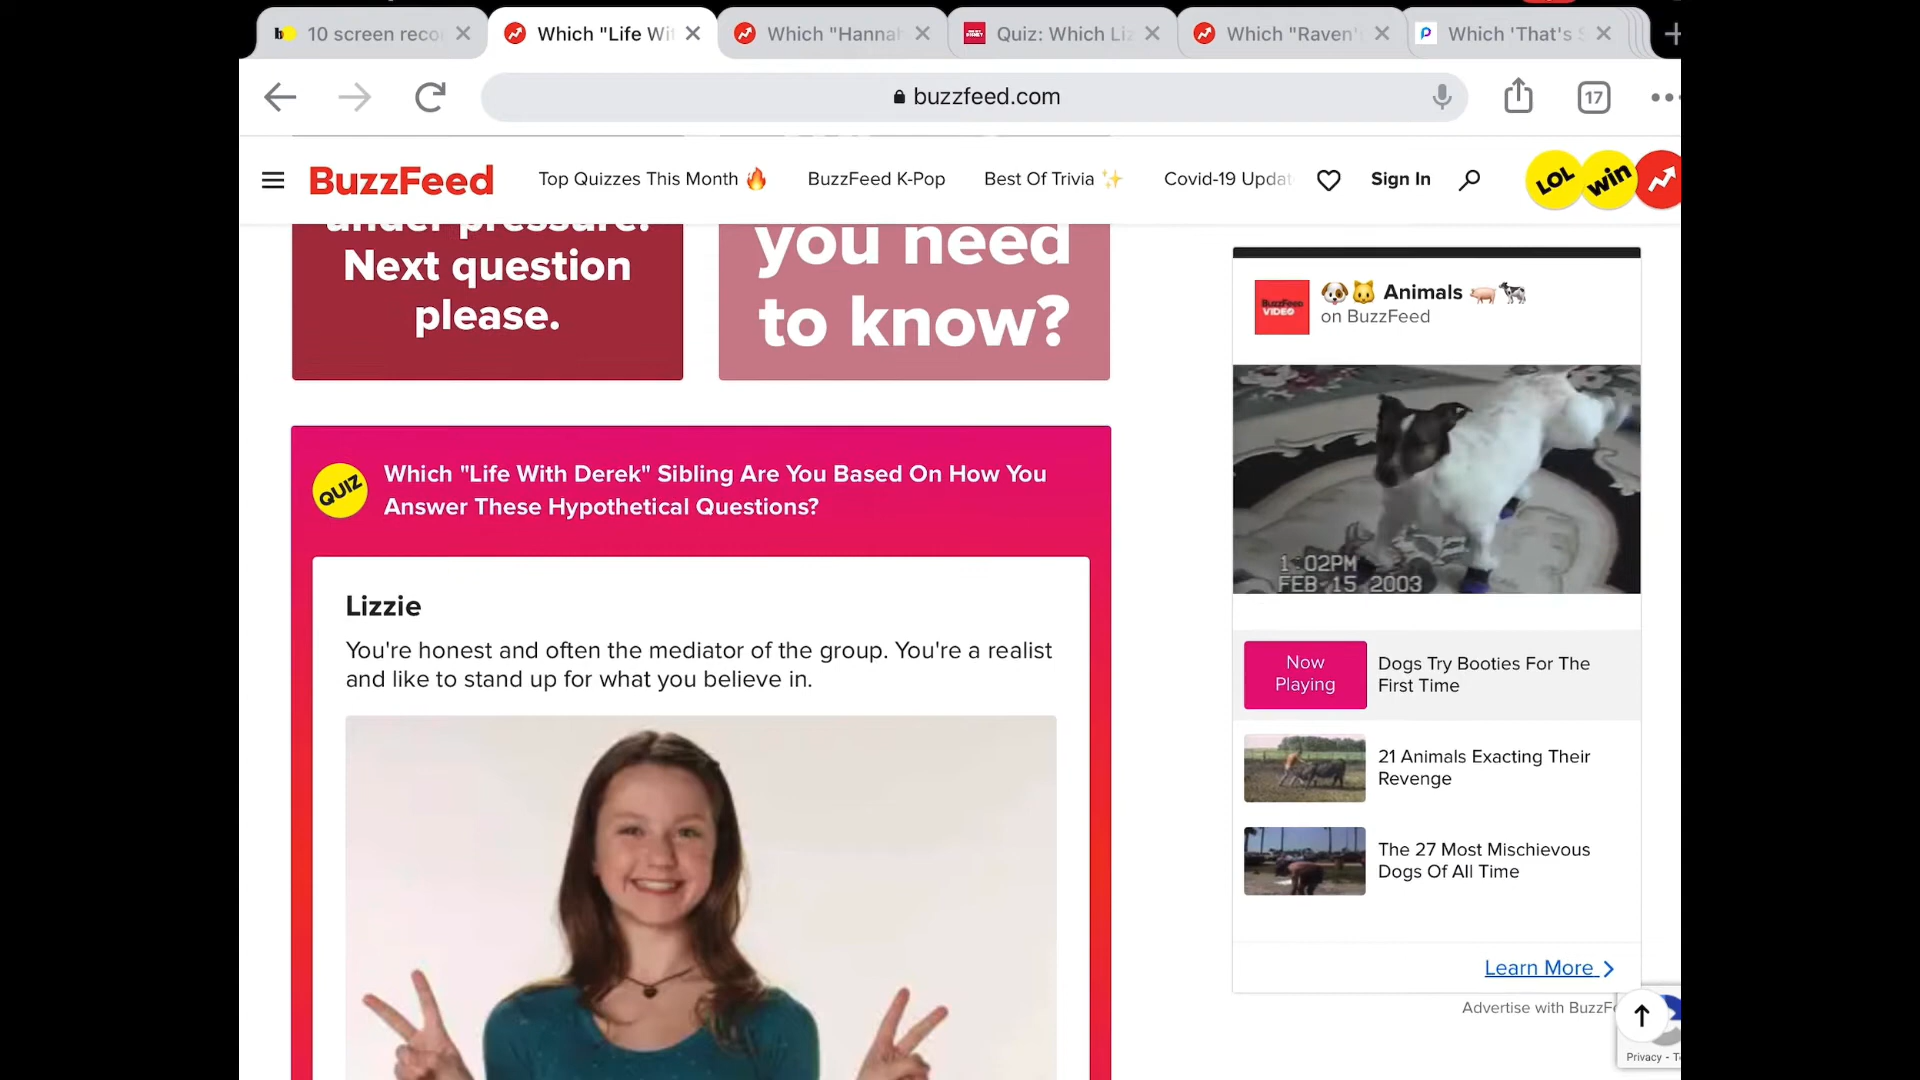 10 screen reco
Which "Life Wi
Which "Hannah
Quiz: Which Liz
Which "Raven'
Which 'That's S
buzzfeed.com
17
BuzzFeed
Top Quizzes This Month 🔥
BuzzFeed K-Pop
Best Of Trivia ✨
Covid-19 Updat
Sign In
LOL
win
under pressure.
Next question
please.
you need
to know?
QUIZ
Which "Life With Derek" Sibling Are You Based On How You
Answer These Hypothetical Questions?
Lizzie
You're honest and often the mediator of the group. You're a realist
and like to stand up for what you believe in.
BuzzFeed
VIDEO
🐶🐱 Animals 🐖🐄
on BuzzFeed
1:02PM
FEB 15 2003
Now
Playing
Dogs Try Booties For The
First Time
21 Animals Exacting Their
Revenge
The 27 Most Mischievous
Dogs Of All Time
Learn More
Advertise with BuzzF
Privacy - T